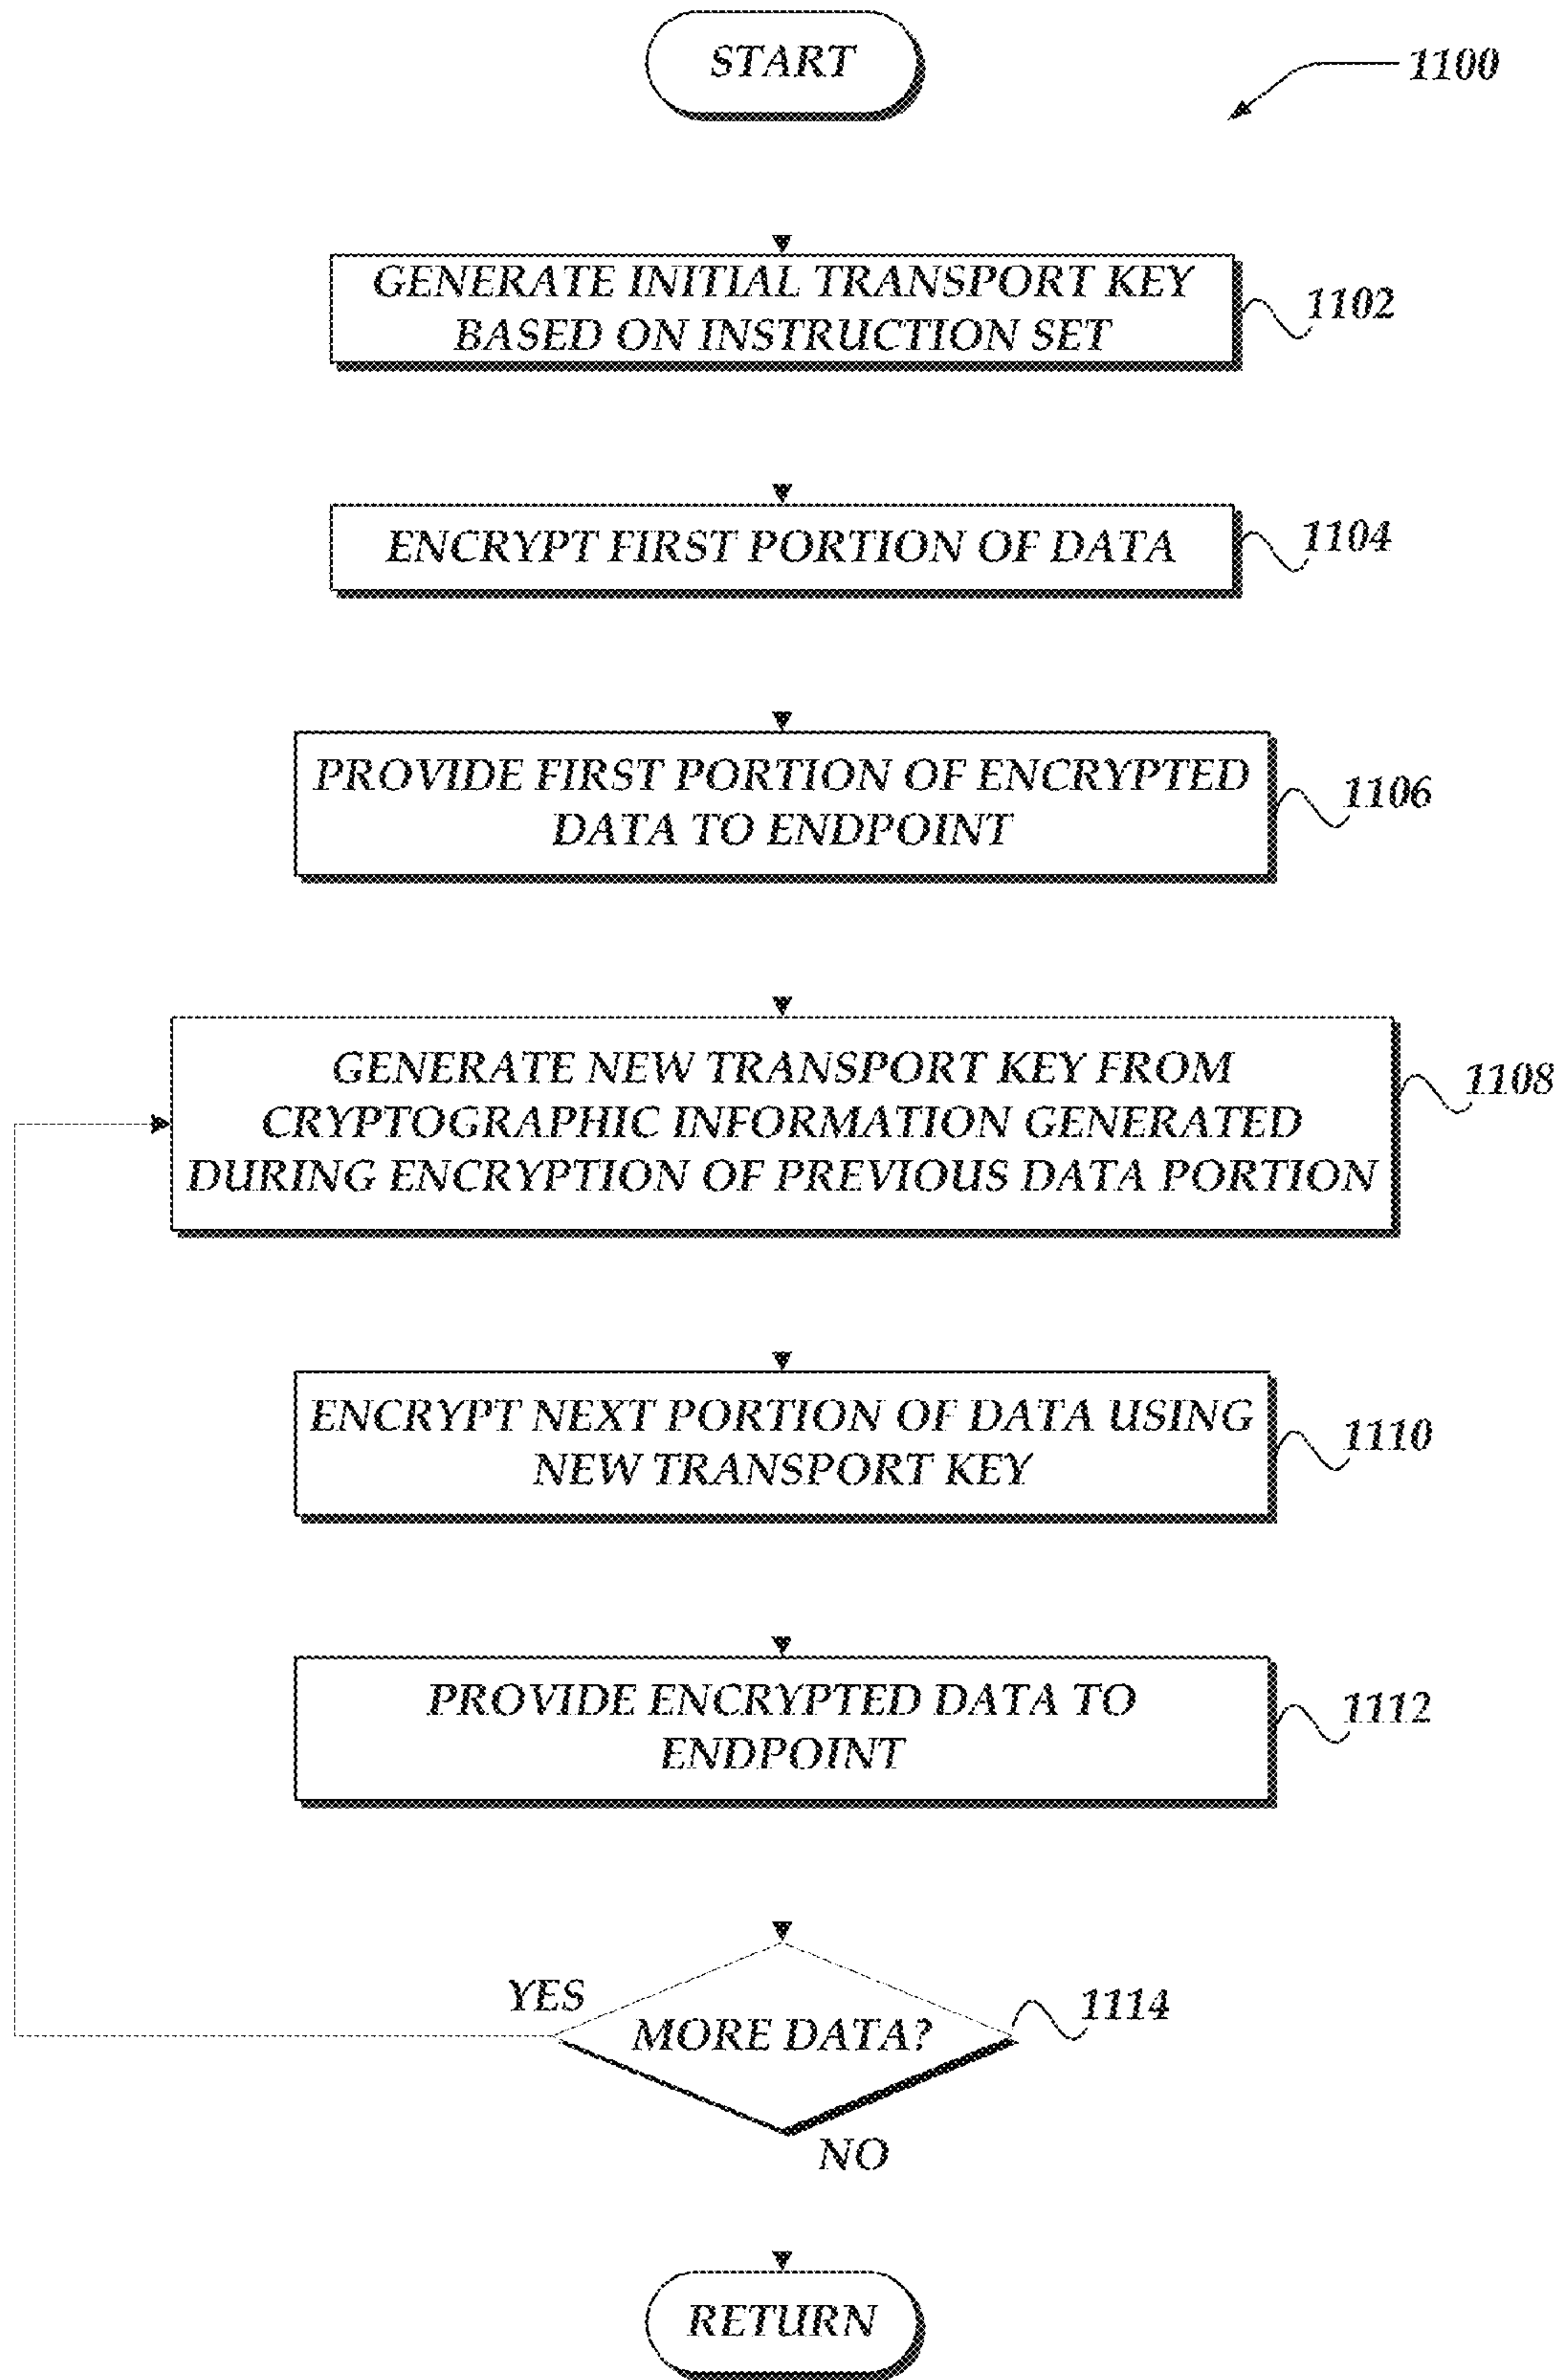 START
1100
GENERATE INITIAL TRANSPORT KEY
BASED ON INSTRUCTION SET
1102
ENCRYPT FIRST PORTION OF DATA
1104
PROVIDE FIRST PORTION OF ENCRYPTED
DATA TO ENDPOINT
1106
GENERATE NEW TRANSPORT KEY FROM
CRYPTOGRAPHIC INFORMATION GENERATED
DURING ENCRYPTION OF PREVIOUS DATA PORTION
1108
ENCRYPT NEXT PORTION OF DATA USING
NEW TRANSPORT KEY
1110
PROVIDE ENCRYPTED DATA TO
ENDPOINT
1112
YES
MORE DATA?
1114
NO
RETURN